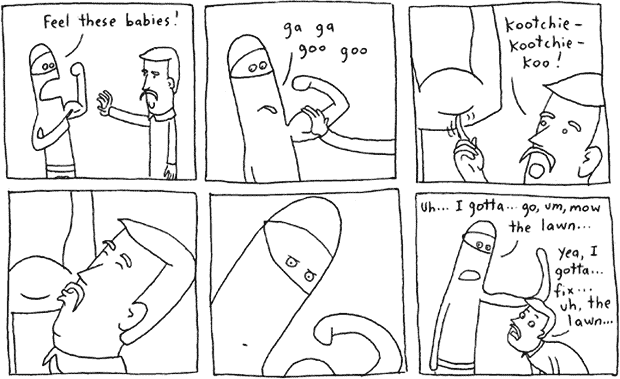 Feel these babies!
ga ga
goo goo
Kootchie-
Kootchie-
Koo!
Uh... I gotta... go, um, mow
the lawn...
Yea, I
gotta...
fix...
uh, the
lawn...